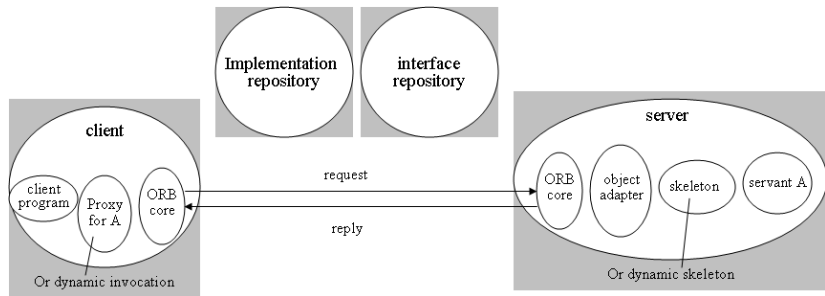 Implementation
repository
interface
repository
client
client
program
Proxy
for A
ORB
core
Or dynamic invocation
request
reply
server
ORB
core
object
adapter
skeleton
servant A
Or dynamic skeleton